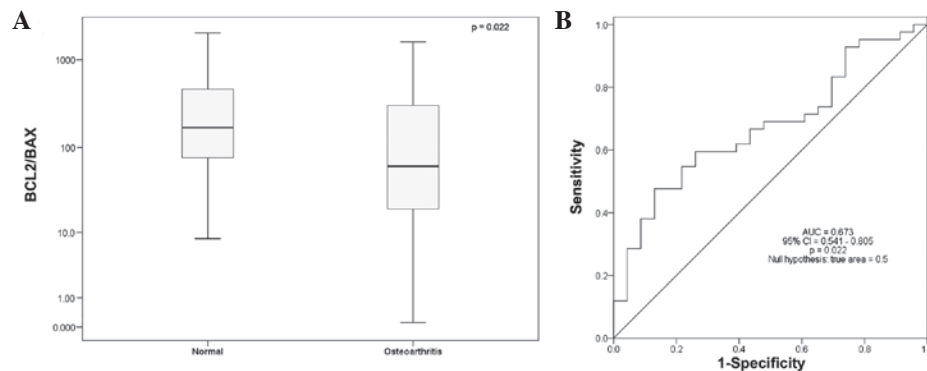 A
p = 0.022
BCL2/BAX
1000
100
10.0
1.00
0.000
Normal
Osteoarthritis
B
Sensitivity
1.0
0.8
0.6
0.4
0.2
0.0
AUC = 0.673
95% CI = 0.541 - 0.805
p = 0.022
Null hypothesis: true area = 0.5
0.0 0.2 0.4 0.6 0.8
1-Specificity